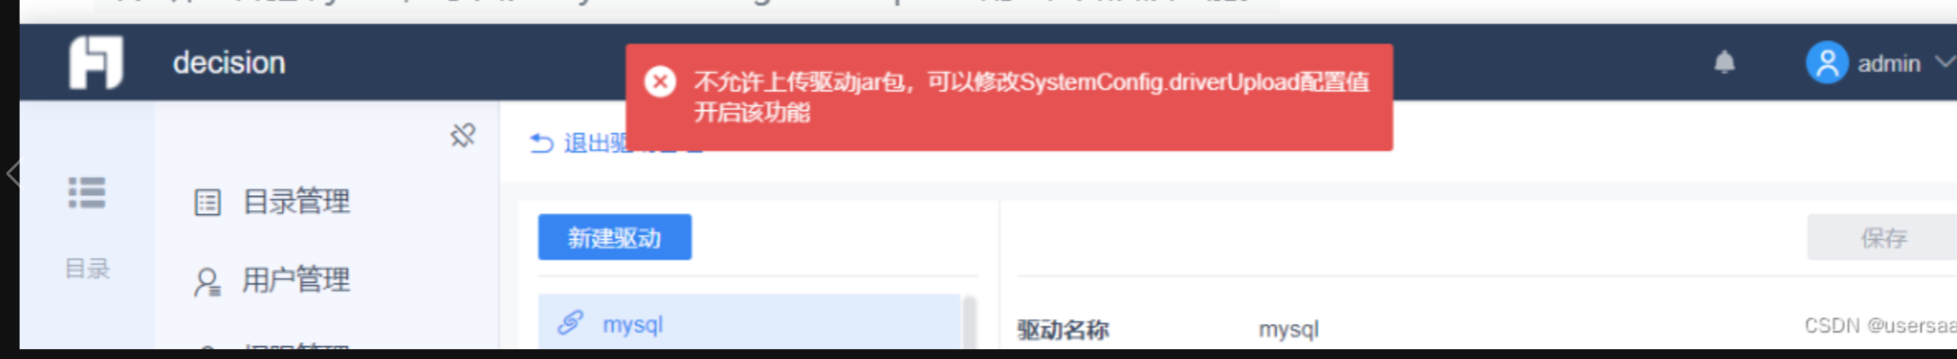 decision
不允许上传驱动jar包，可以修改SystemConfig.driverUpload配置值
开启该功能
admin
退出驱
目录管理
新建驱动
保存
目录
用户管理
mysql
驱动名称
mysql
CSDN @usersaa